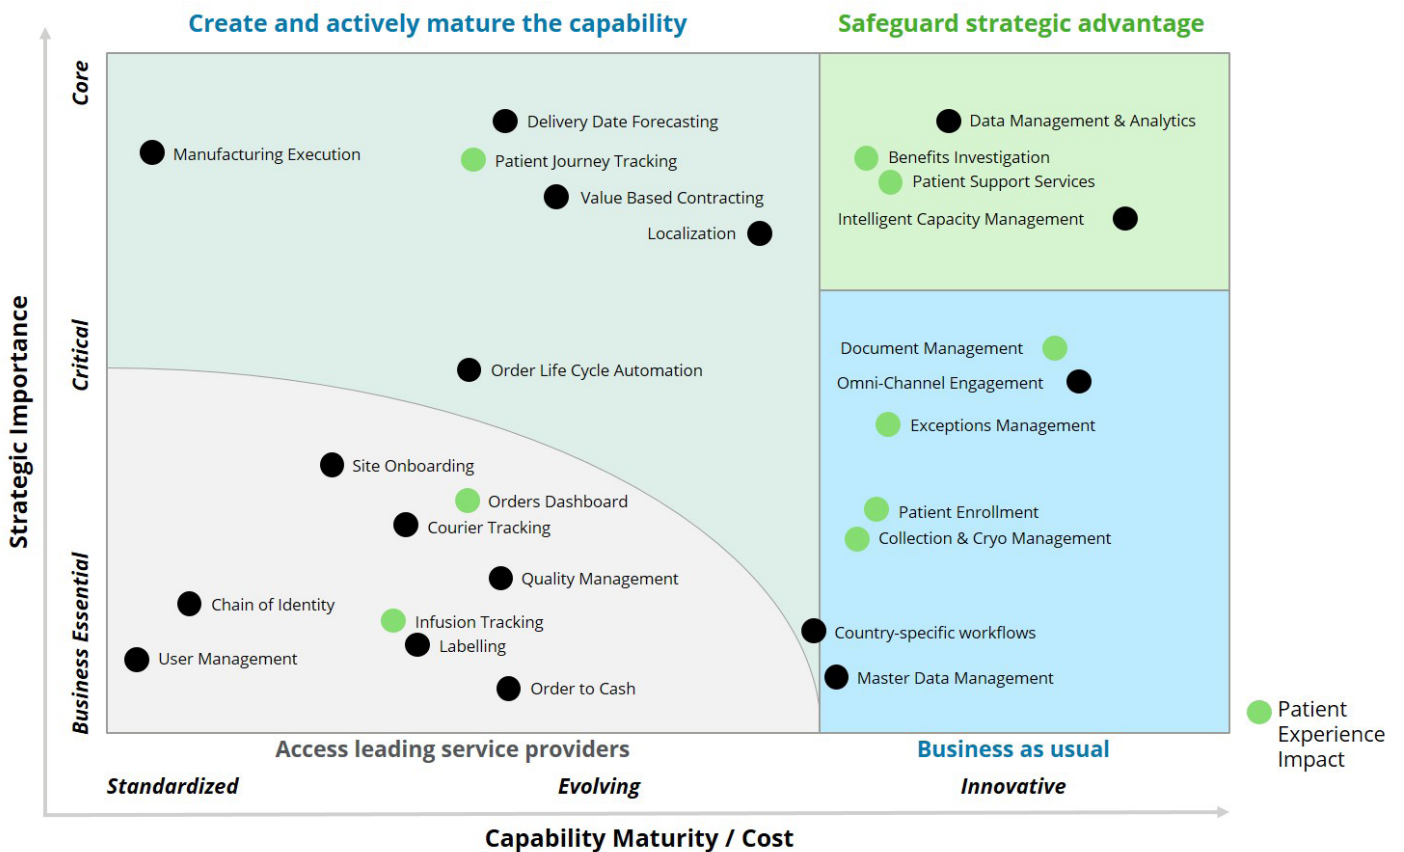 Create and actively mature the capability
Safeguard strategic advantage
Core
Critical
Business Essential
Strategic Importance
Delivery Date Forecasting
Manufacturing Execution
Patient Journey Tracking
Value Based Contracting
Localization
Order Life Cycle Automation
Data Management & Analytics
Benefits Investigation
Patient Support Services
Intelligent Capacity Management
Document Management
Omni-Channel Engagement
Exceptions Management
Patient Enrollment
Collection & Cryo Management
Country-specific workflows
Master Data Management
Site Onboarding
Orders Dashboard
Courier Tracking
Quality Management
Chain of Identity
Infusion Tracking
Labelling
User Management
Order to Cash
Patient
Experience
Impact
Access leading service providers
Business as usual
Standardized
Evolving
Innovative
Capability Maturity / Cost